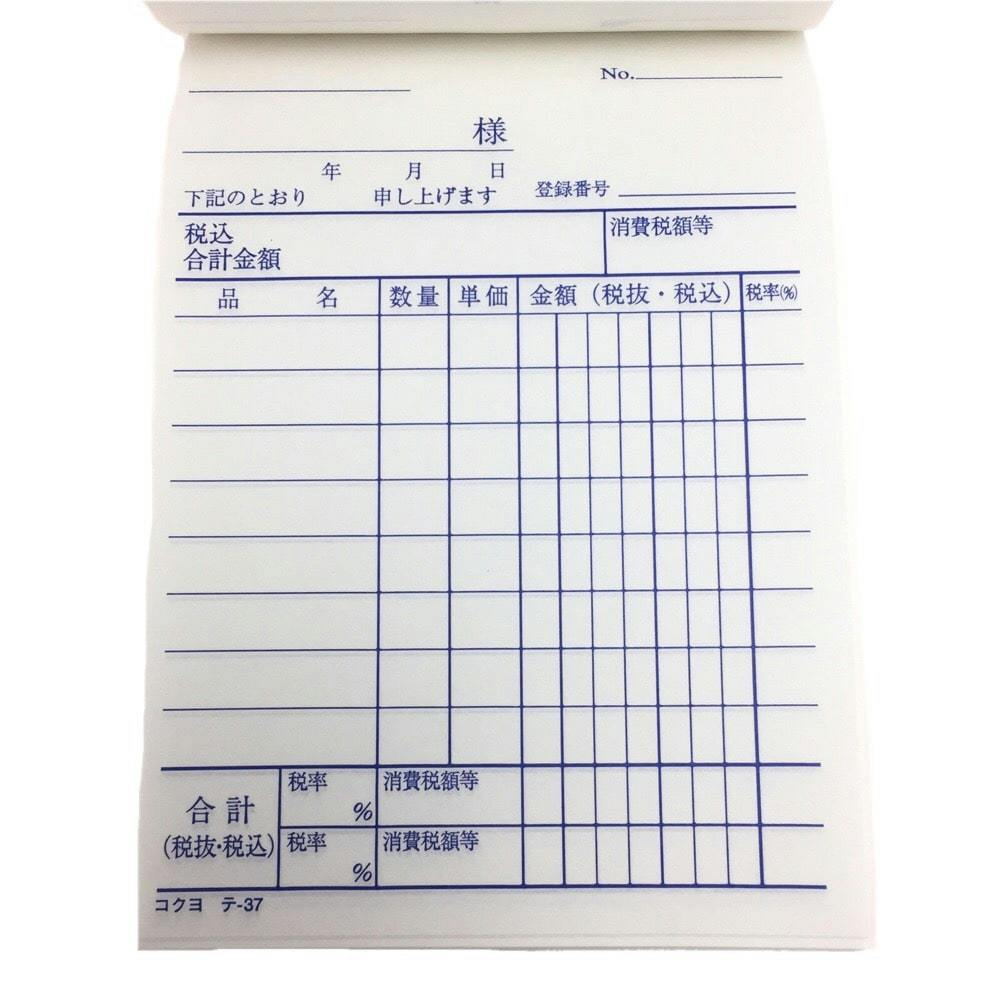 No.
様
年 月 日
下記のとおり 申し上げます 登録番号
税込 合計金額 消費税額等
品名 数量 単価 金額(税抜・税込) 税率(%)
合計 (税抜・税込) 税率 % 消費税額等
税率 % 消費税額等
コクヨ テ-37